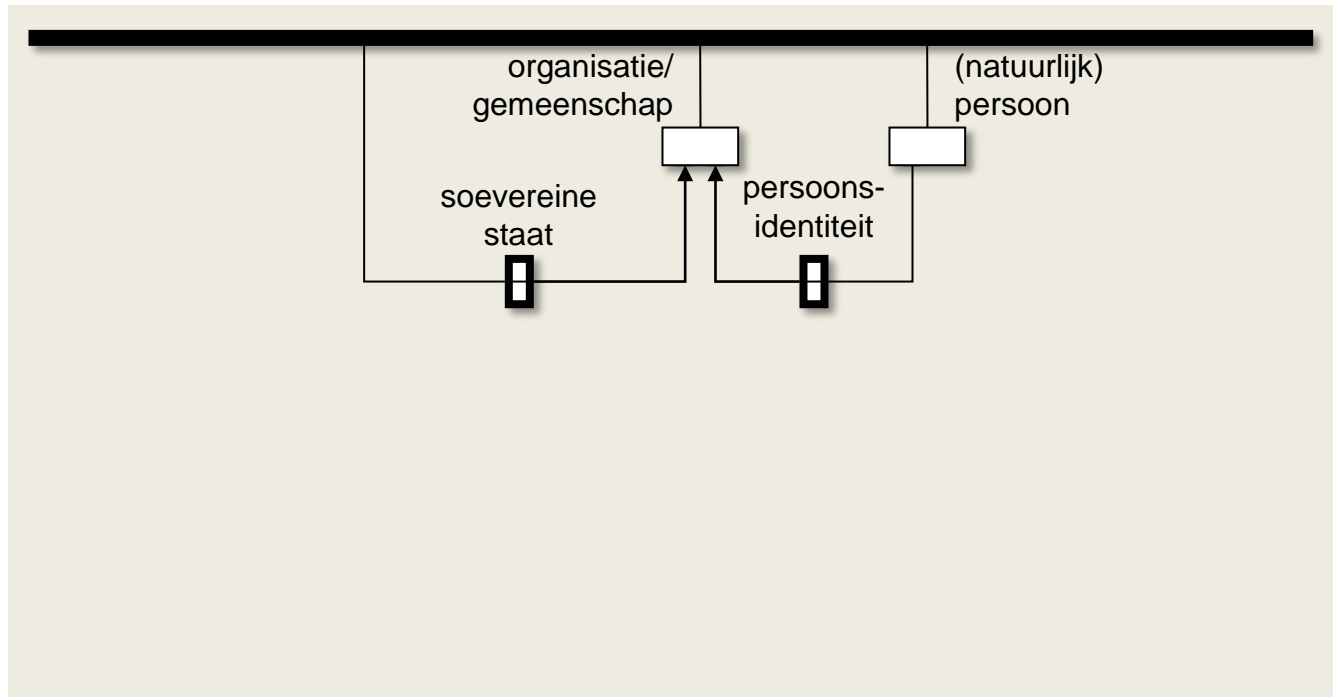 organisatie/
gemeenschap
(natuurlijk)
persoon
soevereine
staat
persoons-
identiteit